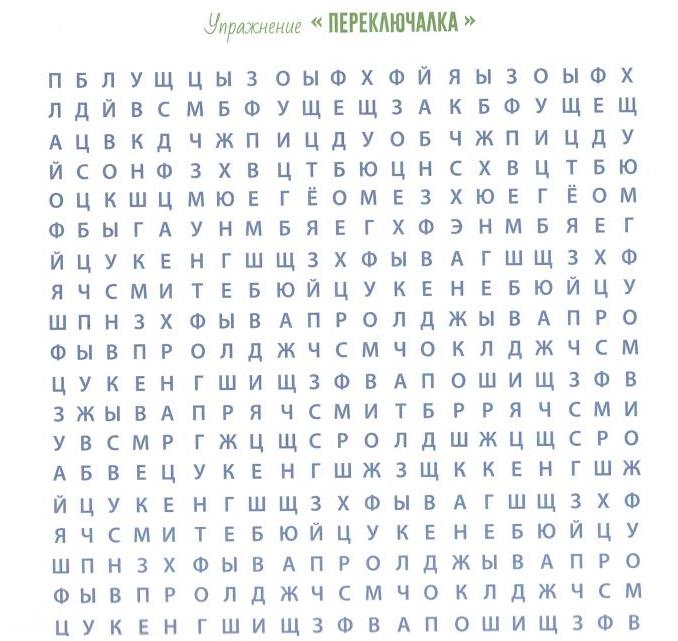 Упражнение « ПЕРЕКЛЮЧАЛКА »
П Б Л У Щ Ц Ы З О Ы Ф Х Ф Й Я Ы З О Ы Ф Х
Л Д Й В С М Б Ф У Щ Е Щ З А К Б Ф У Щ Е Щ
А Ц В К Д Ч Ж П И Ц Д У О Б Ч Ж П И Ц Д У
Й С О Н Ф З Х В Ц Т Б Ю Ц Н С Х В Ц Т Б Ю
О Ц К Ш Ц М Ю Е Г Ё О М Е З Х Ю Е Г Ё О М
Ф Б Ы Г А У Н М Б Я Е Г Х Ф Э Н М Б Я Е Г
Й Ц У К Е Н Г Ш Щ З Х Ф Ы В А Г Ш Щ З Х Ф
Я Ч С М И Т Е Б Ю Й Ц У К Е Н Е Б Ю Й Ц У
Ш П Н З Х Ф Ы В А П Р О Л Д Ж Ы В А П Р О
Ф Ы В П Р О Л Д Ж Ч С М Ч О К Л Д Ж Ч С М
Ц У К Е Н Г Ш И Щ З Ф В А П О Ш И Щ З Ф В
З Ж Ы В А П Р Я Ч С М И Т Б Р Р Я Ч С М И
У В С М Р Г Ж Ц Щ С Р О Л Д Ш Ж Ц Щ С Р О
А Б В Е Ц У К Е Н Г Ш Ж З Щ К К Е Н Г Ш Ж
Й Ц У К Е Н Г Ш Щ З Х Ф Ы В А Г Ш Щ З Х Ф
Я Ч С М И Т Е Б Ю Й Ц У К Е Н Е Б Ю Й Ц У
Ш П Н З Х Ф Ы В А П Р О Л Д Ж Ы В А П Р О
Ф Ы В П Р О Л Д Ж Ч С М Ч О К Л Д Ж Ч С М
Ц У К Е Н Г Ш И Щ З Ф В А П О Ш И Щ З Ф В